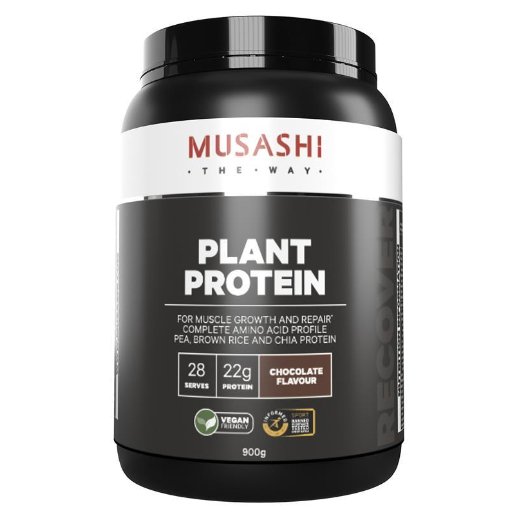 MUSASHI
· THE · WAY ·
PLANT
PROTEIN
FOR MUSCLE GROWTH AND REPAIR*
COMPLETE AMINO ACID PROFILE
PEA, BROWN RICE AND CHIA PROTEIN
28
SERVES
22g
PROTEIN
CHOCOLATE
FLAVOUR
VEGAN
FRIENDLY
INFORMED
SPORT
900g
RECOVER